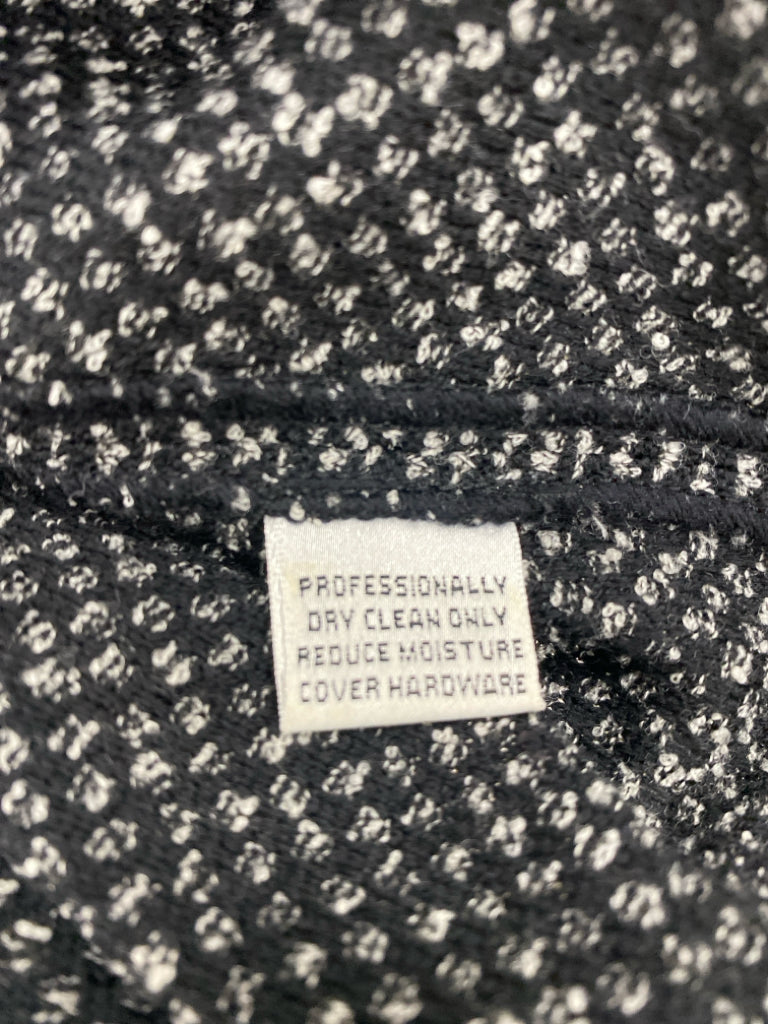 PROFESSIONALLY
DRY CLEAN ONLY
REDUCE MOISTURE
COVER HARDWARE